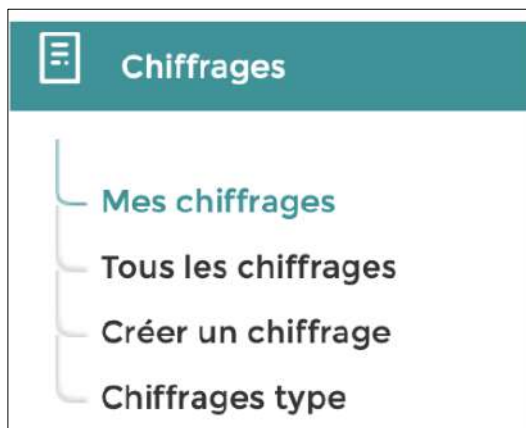 Chiffrages
Mes chiffrages
Tous les chiffrages
Créer un chiffrage
Chiffrages type